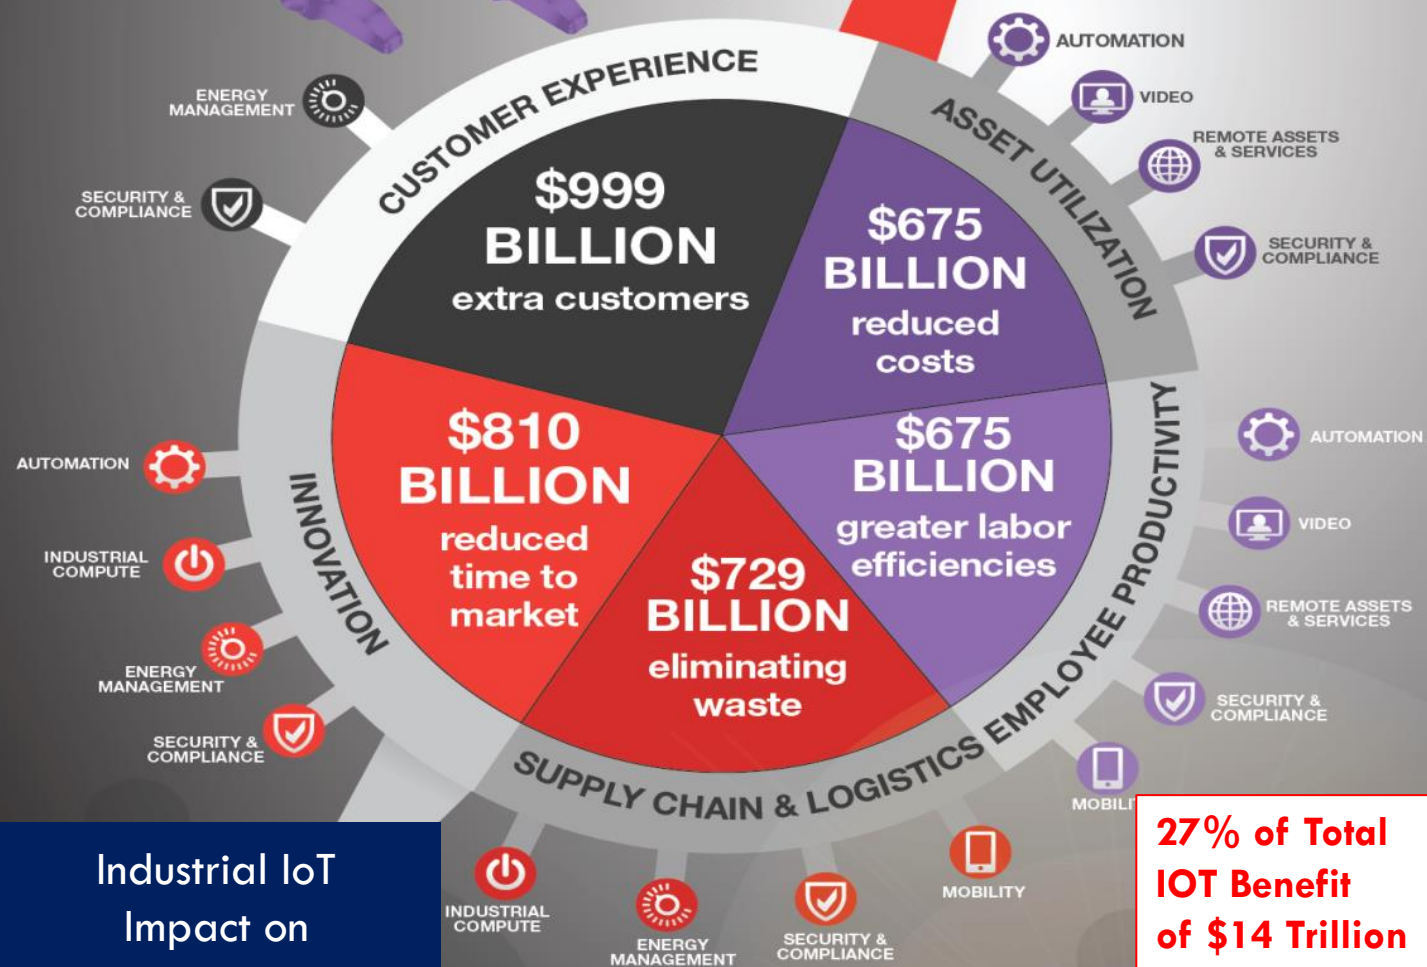 CUSTOMER EXPERIENCE
ENERGY
MANAGEMENT
SECURITY &
COMPLIANCE
$999
BILLION
extra customers
ASSET UTILIZATION
AUTOMATION
VIDEO
REMOTE ASSETS
& SERVICES
SECURITY &
COMPLIANCE
$675
BILLION
reduced
costs
EMPLOYEE PRODUCTIVITY
$675
BILLION
greater labor
efficiencies
AUTOMATION
VIDEO
REMOTE ASSETS
& SERVICES
SECURITY &
COMPLIANCE
MOBILI
INNOVATION
AUTOMATION
INDUSTRIAL
COMPUTE
ENERGY
MANAGEMENT
SECURITY &
COMPLIANCE
$810
BILLION
reduced
time to
market
$729
BILLION
eliminating
waste
SUPPLY CHAIN & LOGISTICS
INDUSTRIAL
COMPUTE
ENERGY
MANAGEMENT
SECURITY &
COMPLIANCE
MOBILITY
Industrial IoT
Impact on
27% of Total
IOT Benefit
of $14 Trillion